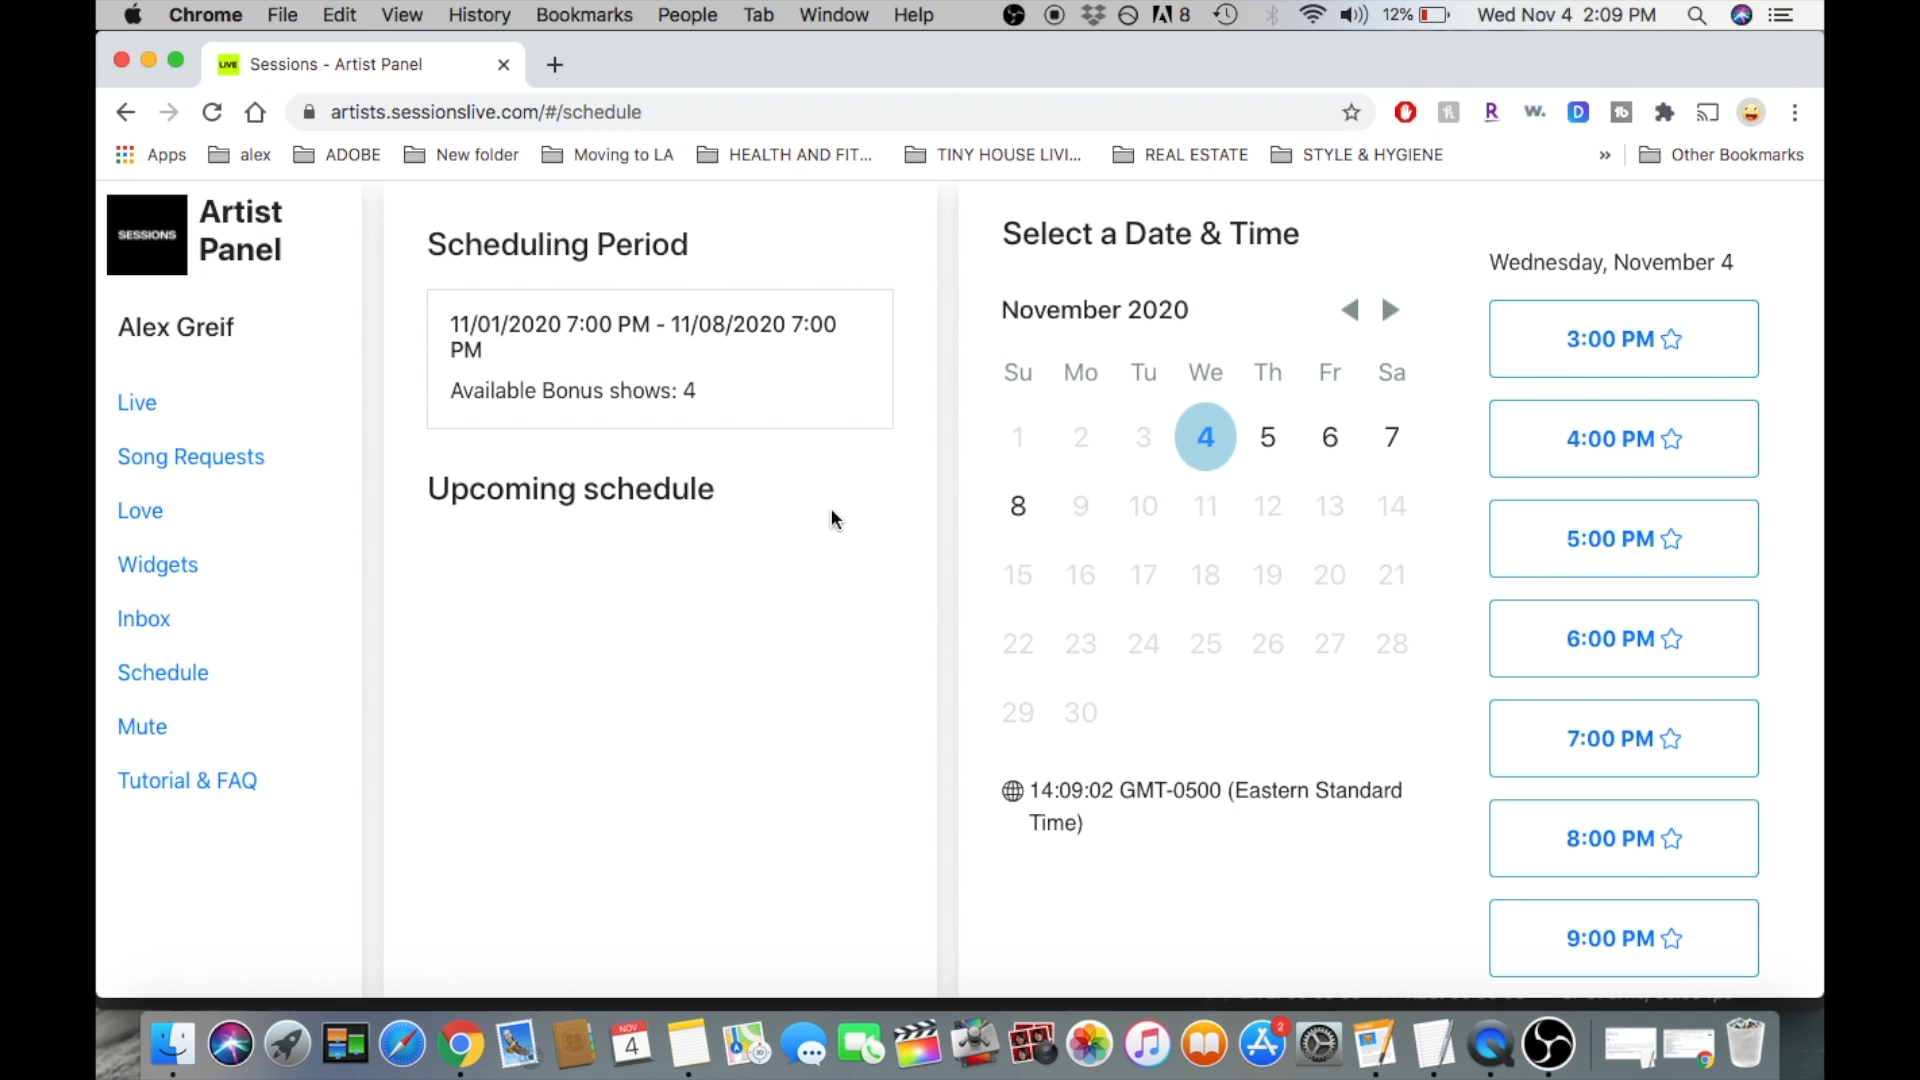 Chrome File Edit View History Bookmarks People Tab Window Help 8 12% Wed Nov 4 2:09 PM
LIVE Sessions - Artist Panel
artists.sessionslive.com/#/schedule
Apps alex ADOBE New folder Moving to LA HEALTH AND FIT... TINY HOUSE LIVI... REAL ESTATE STYLE & HYGIENE » Other Bookmarks
SESSIONS
Artist
Panel
Alex Greif
Live
Song Requests
Love
Widgets
Inbox
Schedule
Mute
Tutorial & FAQ
Scheduling Period
11/01/2020 7:00 PM - 11/08/2020 7:00
PM
Available Bonus shows: 4
Upcoming schedule
Select a Date & Time
November 2020
Su Mo Tu We Th Fr Sa
1 2 3 4 5 6 7
8 9 10 11 12 13 14
15 16 17 18 19 20 21
22 23 24 25 26 27 28
29 30
14:09:02 GMT-0500 (Eastern Standard
Time)
Wednesday, November 4
3:00 PM
4:00 PM
5:00 PM
6:00 PM
7:00 PM
8:00 PM
9:00 PM
NOV
4
2